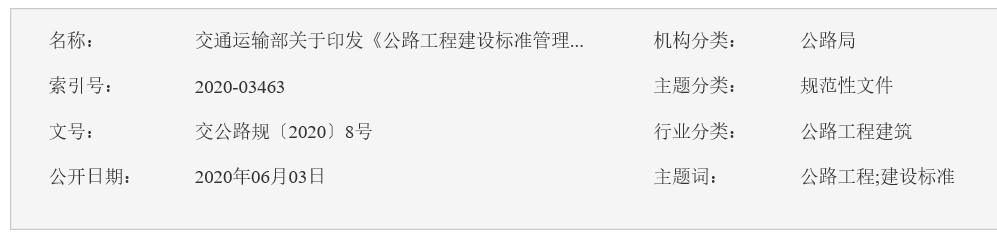 名称： 交通运输部关于印发《公路工程建设标准管理... 机构分类： 公路局
索引号： 2020-03463 主题分类： 规范性文件
文号： 交公路规〔2020〕8号 行业分类： 公路工程建筑
公开日期： 2020年06月03日 主题词： 公路工程;建设标准